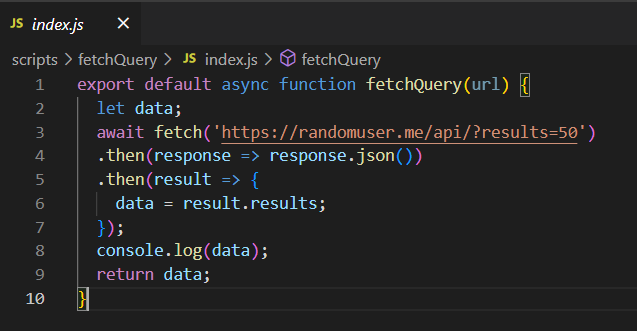 JS index.js ×
scripts > fetchQuery > JS index.js > fetchQuery
1 export default async function fetchQuery(url) {
2 let data;
3 await fetch('https://randomuser.me/api/?results=50')
4 .then(response => response.json())
5 .then(result => {
6 data = result.results;
7 });
8 console.log(data);
9 return data;
10 }